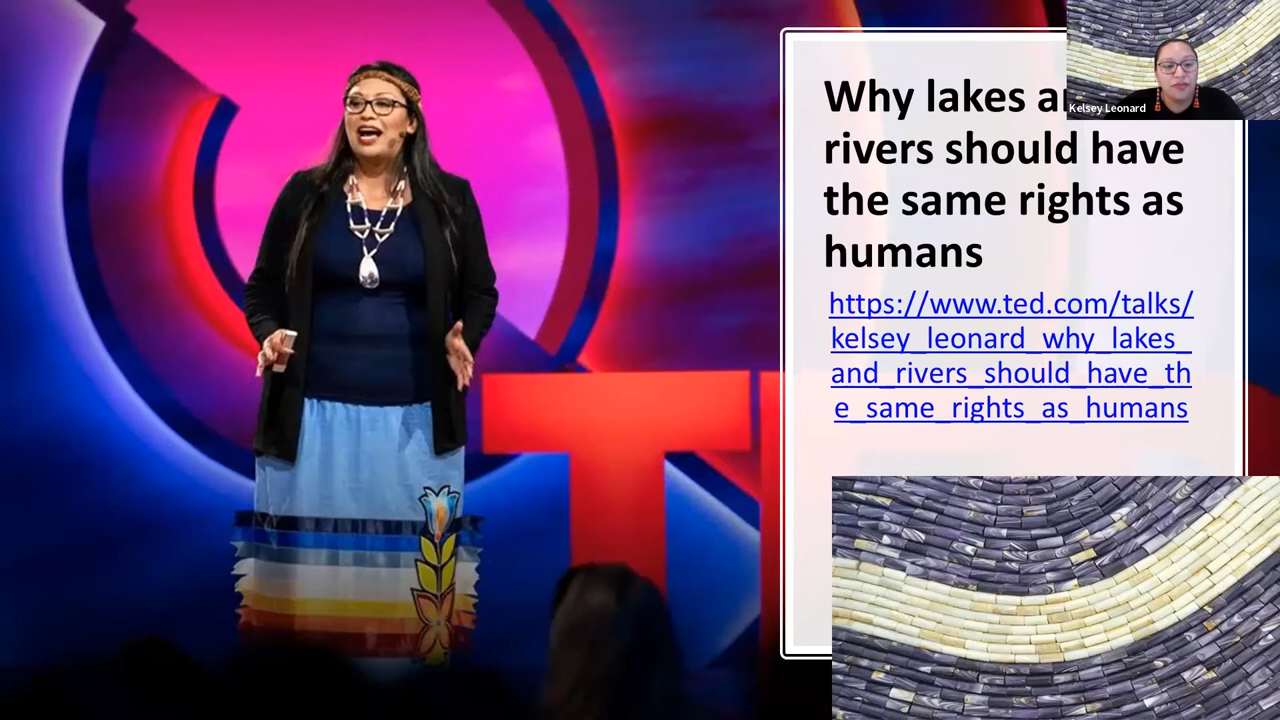 Why lakes
rivers should have
the same rights as
humans
https://www.ted.com/talks/
kelsey_leonard_why_lakes_
and_rivers_should_have_th
e_same_rights_as_humans
Kelsey Leonard
T